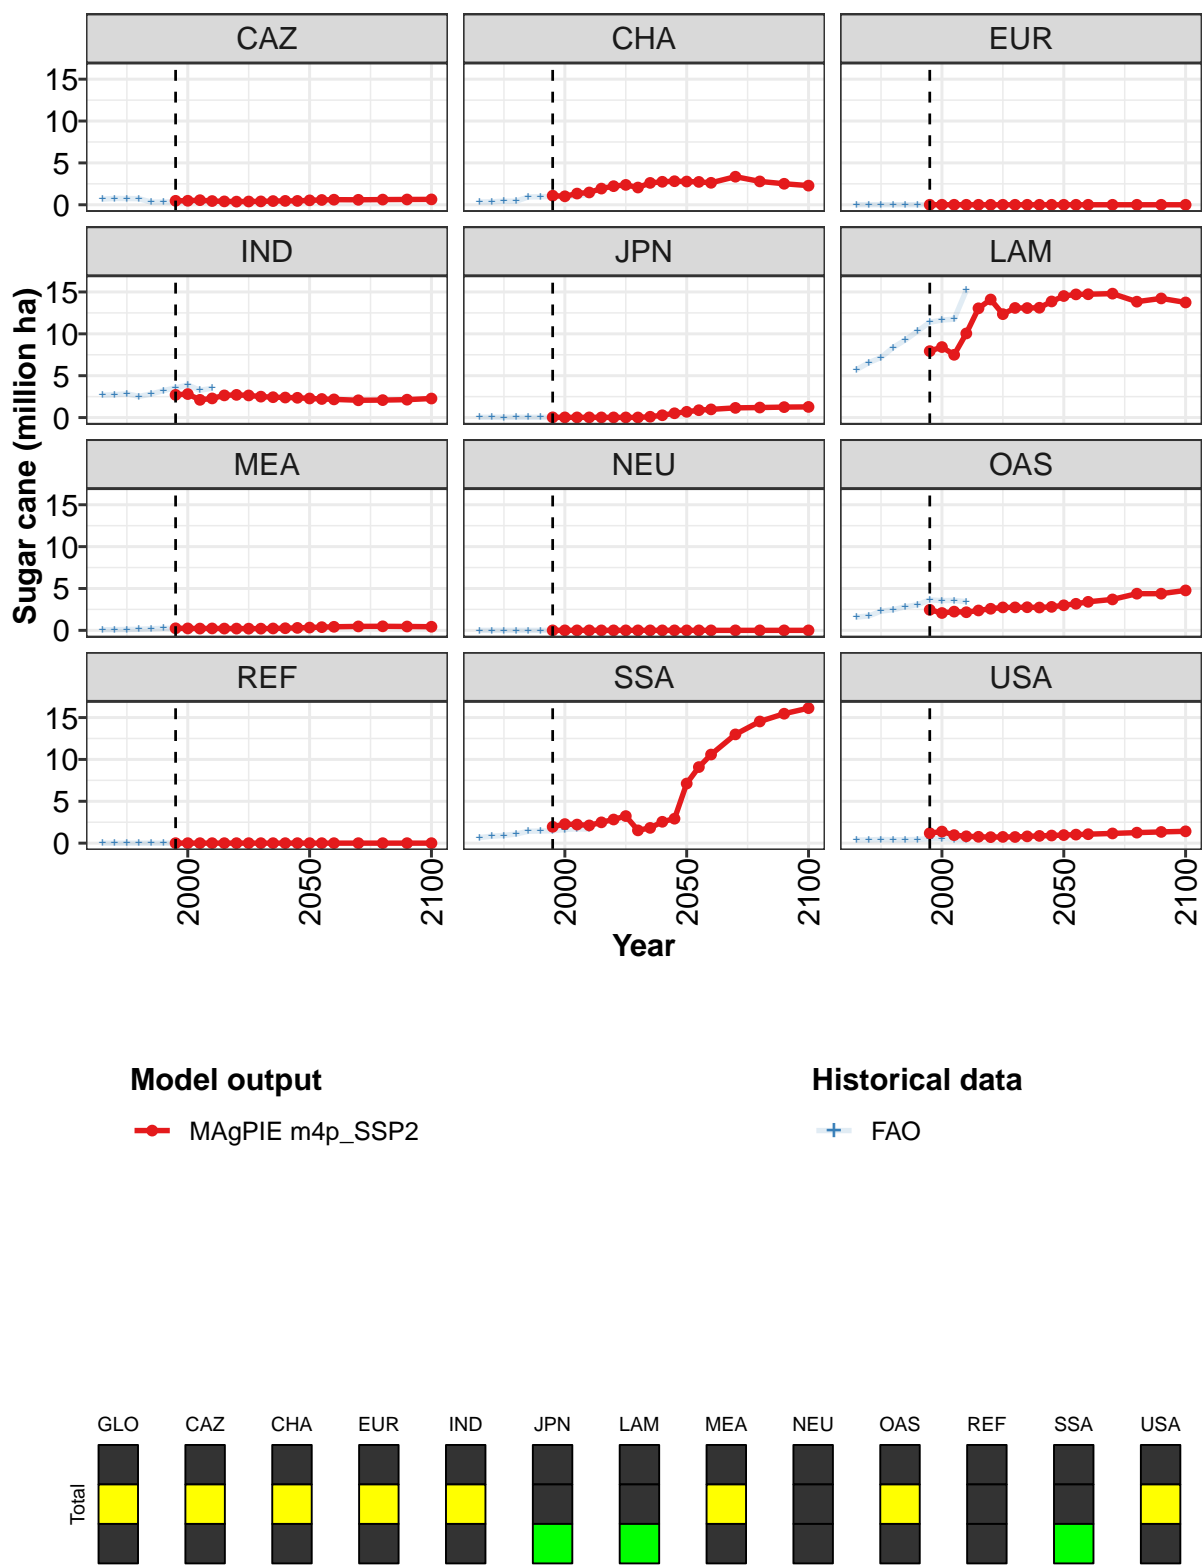 CAZ CHA EUR
15
10
5
0
IND JPN LAM
15
10
5
0
MEA NEU OAS
15
10
5
0
REF SSA USA
15
10
5
0
Sugar cane (million ha)
2000 2050 2100 2000 2050 2100 2000 2050 2100
Year
Model output Historical data
MAgPIE m4p_SSP2 FAO
GLO CAZ CHA EUR IND JPN LAM MEA NEU OAS REF SSA USA
Total